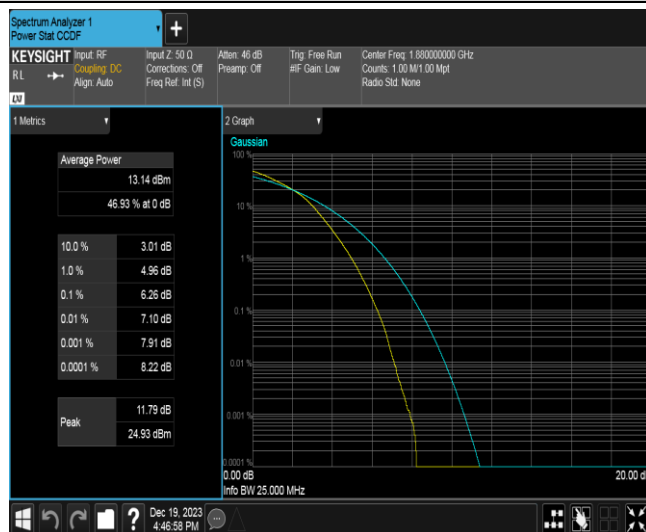 Spectrum Analyzer 1
Power Stat CCDF
+
KEYSIGHT
RL
LXI
Input: RF
Coupling: DC
Align: Auto
Input Z: 50 Ω
Corrections: Off
Freq Ref: Int (S)
Atten: 46 dB
Preamp: Off
Trig: Free Run
#IF Gain: Low
Center Freq: 1.880000000 GHz
Counts: 1.00 M/1.00 Mpt
Radio Std: None
1 Metrics
Average Power
13.14 dBm
46.93 % at 0 dB
10.0 % 3.01 dB
1.0 % 4.96 dB
0.1 % 6.26 dB
0.01 % 7.10 dB
0.001 % 7.91 dB
0.0001 % 8.22 dB
Peak
11.79 dB
24.93 dBm
2 Graph
Gaussian
100 %
10 %
1 %
0.1 %
0.01 %
0.001 %
0.0001 %
0.00 dB
20.00 d
Info BW 25.000 MHz
?
Dec 19, 2023
4:46:58 PM